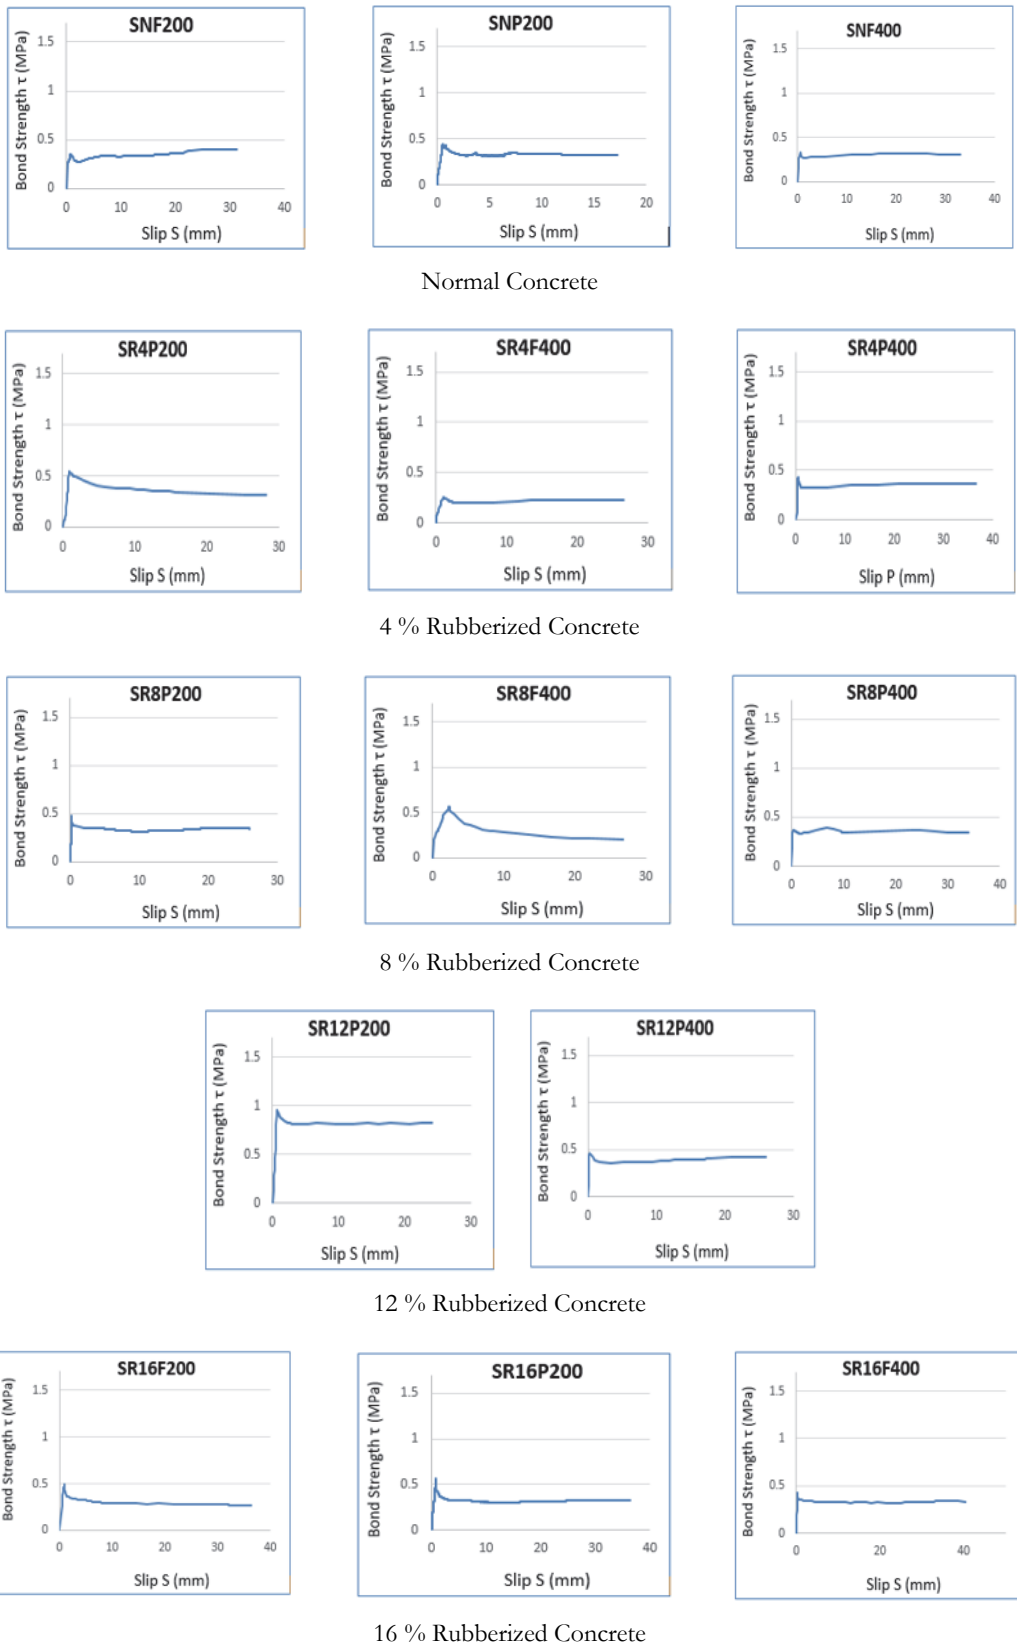 SNF200
Bond Strength τ (MPa)
1.5
1
0.5
0
0 10 20 30 40
Slip S (mm)
SNP200
Bond Strength τ (MPa)
1.5
1
0.5
0
0 5 5 10 15 20
Slip S (mm)
SNF400
Bond Strength τ (MPa)
1.5
1
0.5
0
0 10 20 30 40
Slip S (mm)
Normal Concrete
SR4P200
Bond Strength τ (MPa)
1.5
1
0.5
0
0 10 20 30
Slip S (mm)
SR4F400
Bond Strength τ (MPa)
1.5
1
0.5
0
0 10 20 30
Slip S (mm)
SR4P400
Bond Strength τ (MPa)
1.5
1
0.5
0
0 10 20 30 40
Slip P (mm)
4 % Rubberized Concrete
SR8P200
Bond Strength τ (MPa)
1.5
1
0.5
0
0 10 20 30
Slip S (mm)
SR8F400
Bond Strength τ (MPa)
1.5
1
0.5
0
0 10 20 30
Slip S (mm)
SR8P400
Bond Strength τ (MPa)
1.5
1
0.5
0
0 10 20 30 40
Slip S (mm)
8 % Rubberized Concrete
SR12P200
Bond Strength τ (MPa)
1.5
1
0.5
0
0 10 20 30
Slip S (mm)
SR12P400
Bond Strength τ (MPa)
1.5
1
0.5
0
0 10 20 30
Slip S (mm)
12 % Rubberized Concrete
SR16F200
Bond Strength τ (MPa)
1.5
1
0.5
0
0 10 20 30 40
Slip S (mm)
SR16P200
Bond Strength τ (MPa)
1.5
1
0.5
0
0 10 20 30 40
Slip S (mm)
SR16F400
Bond Strength τ (MPa)
1.5
1
0.5
0
0 20 40
Slip S (mm)
16 % Rubberized Concrete